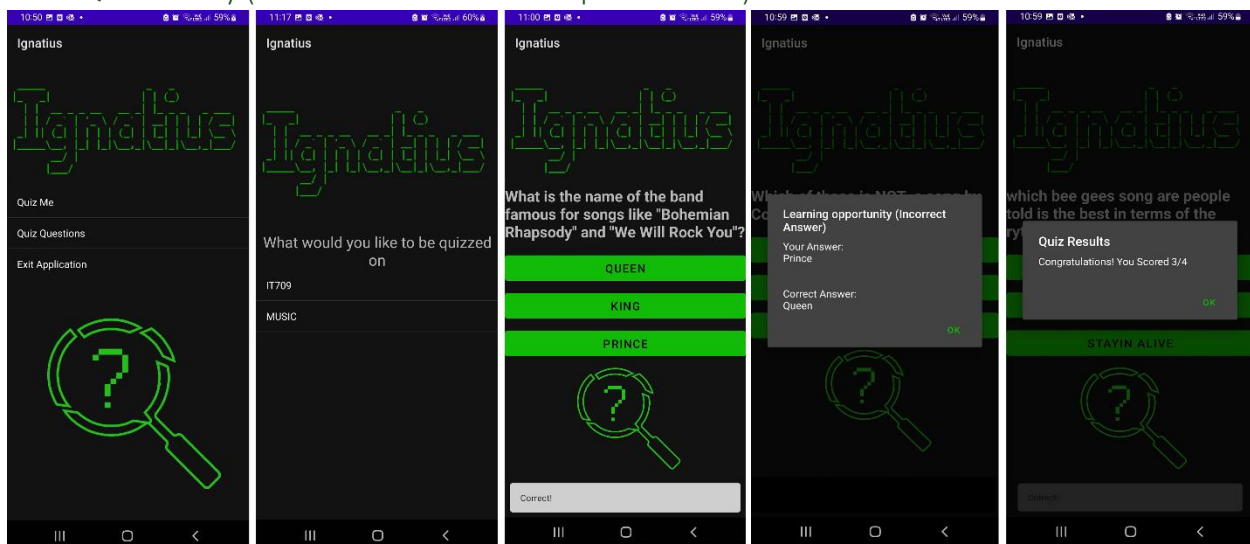 10:50 59%
Ignatius
Ignatius
Quiz Me
Quiz Questions
Exit Application
?
11:17 60%
Ignatius
Ignatius
What would you like to be quizzed
on
IT709
MUSIC
11:00 59%
Ignatius
Ignatius
What is the name of the band
famous for songs like "Bohemian
Rhapsody" and "We Will Rock You"?
QUEEN
KING
PRINCE
?
Correct!
10:59 59%
Ignatius
Ignatius
Learning opportunity (Incorrect
Answer)
Your Answer:
Prince
Correct Answer:
Queen
OK
?
10:59 59%
Ignatius
Ignatius
which bee gees song are people
told is the best in terms of the
Quiz Results
Congratulations! You Scored 3/4
OK
STAYIN ALIVE
?
Correct!